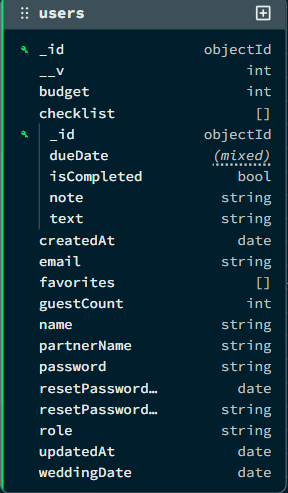 users
_id objectId
__v int
budget int
checklist []
_id objectId
dueDate (mixed)
isCompleted bool
note string
text string
createdAt date
email string
favorites []
guestCount int
name string
partnerName string
password string
resetPassword… date
resetPassword… string
role string
updatedAt date
weddingDate date